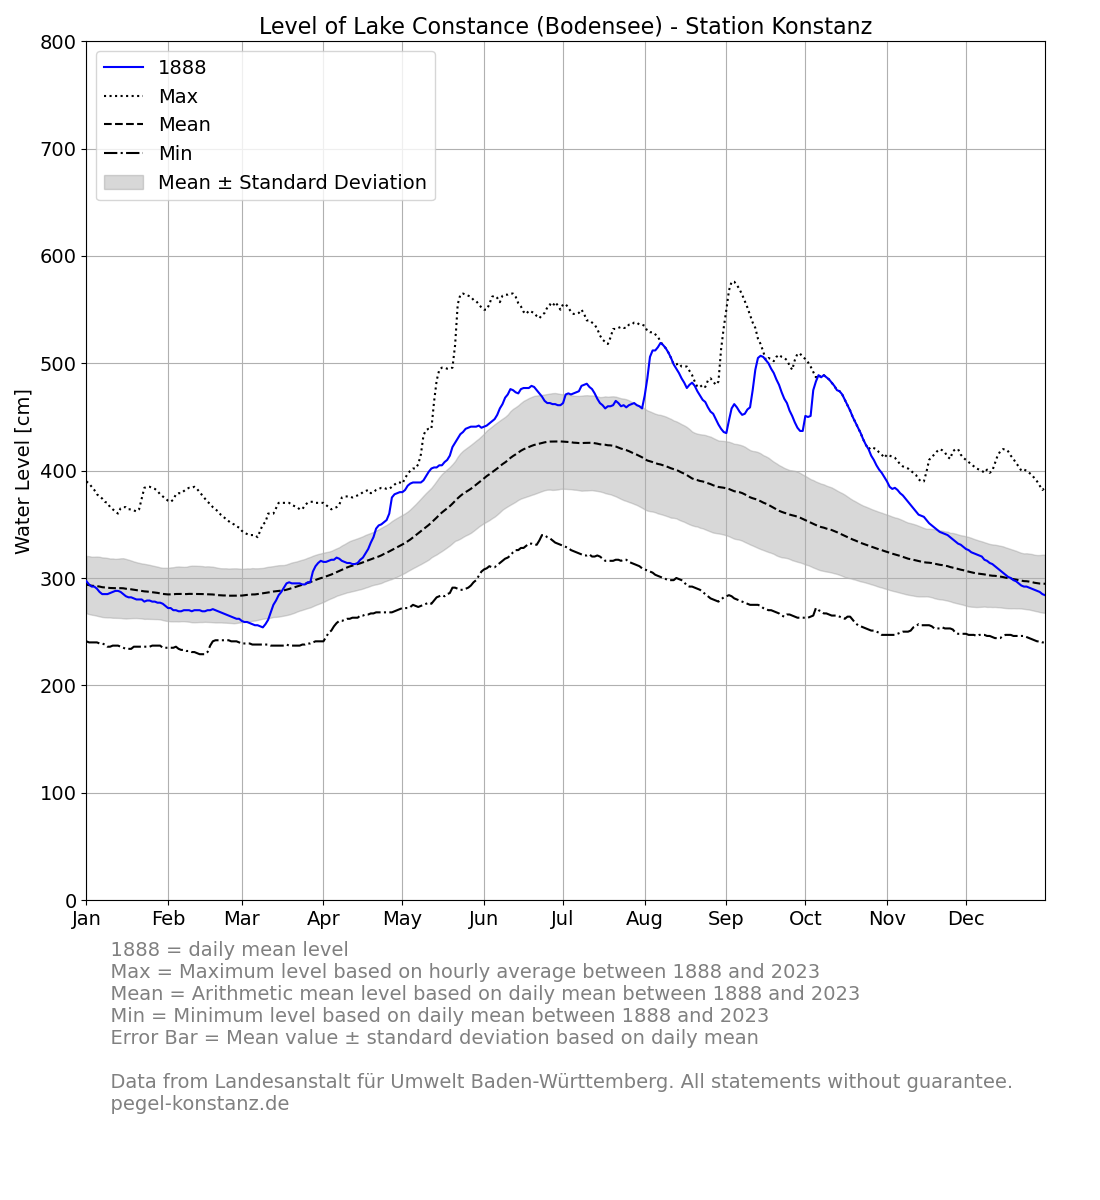 Level of Lake Constance (Bodensee) - Station Konstanz
800
1888
Max
Mean
Min
Mean ± Standard Deviation
700
600
500
400
300
200
100
0
Water Level [cm]
Jan Feb Mar Apr May Jun Jul Aug Sep Oct Nov Dec
1888 = daily mean level
Max = Maximum level based on hourly average between 1888 and 2023
Mean = Arithmetic mean level based on daily mean between 1888 and 2023
Min = Minimum level based on daily mean between 1888 and 2023
Error Bar = Mean value ± standard deviation based on daily mean
Data from Landesanstalt für Umwelt Baden-Württemberg. All statements without guarantee.
pegel-konstanz.de